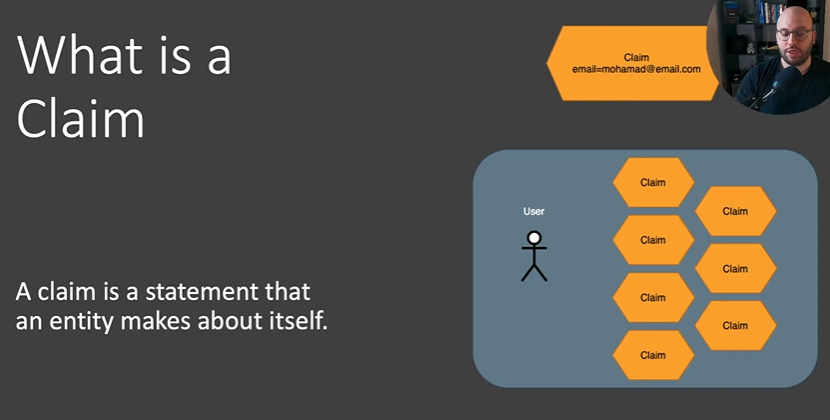 What is a
Claim
Claim
email=mohamad@email.com
A claim is a statement that
an entity makes about itself.
User
Claim
Claim
Claim
Claim
Claim
Claim
Claim